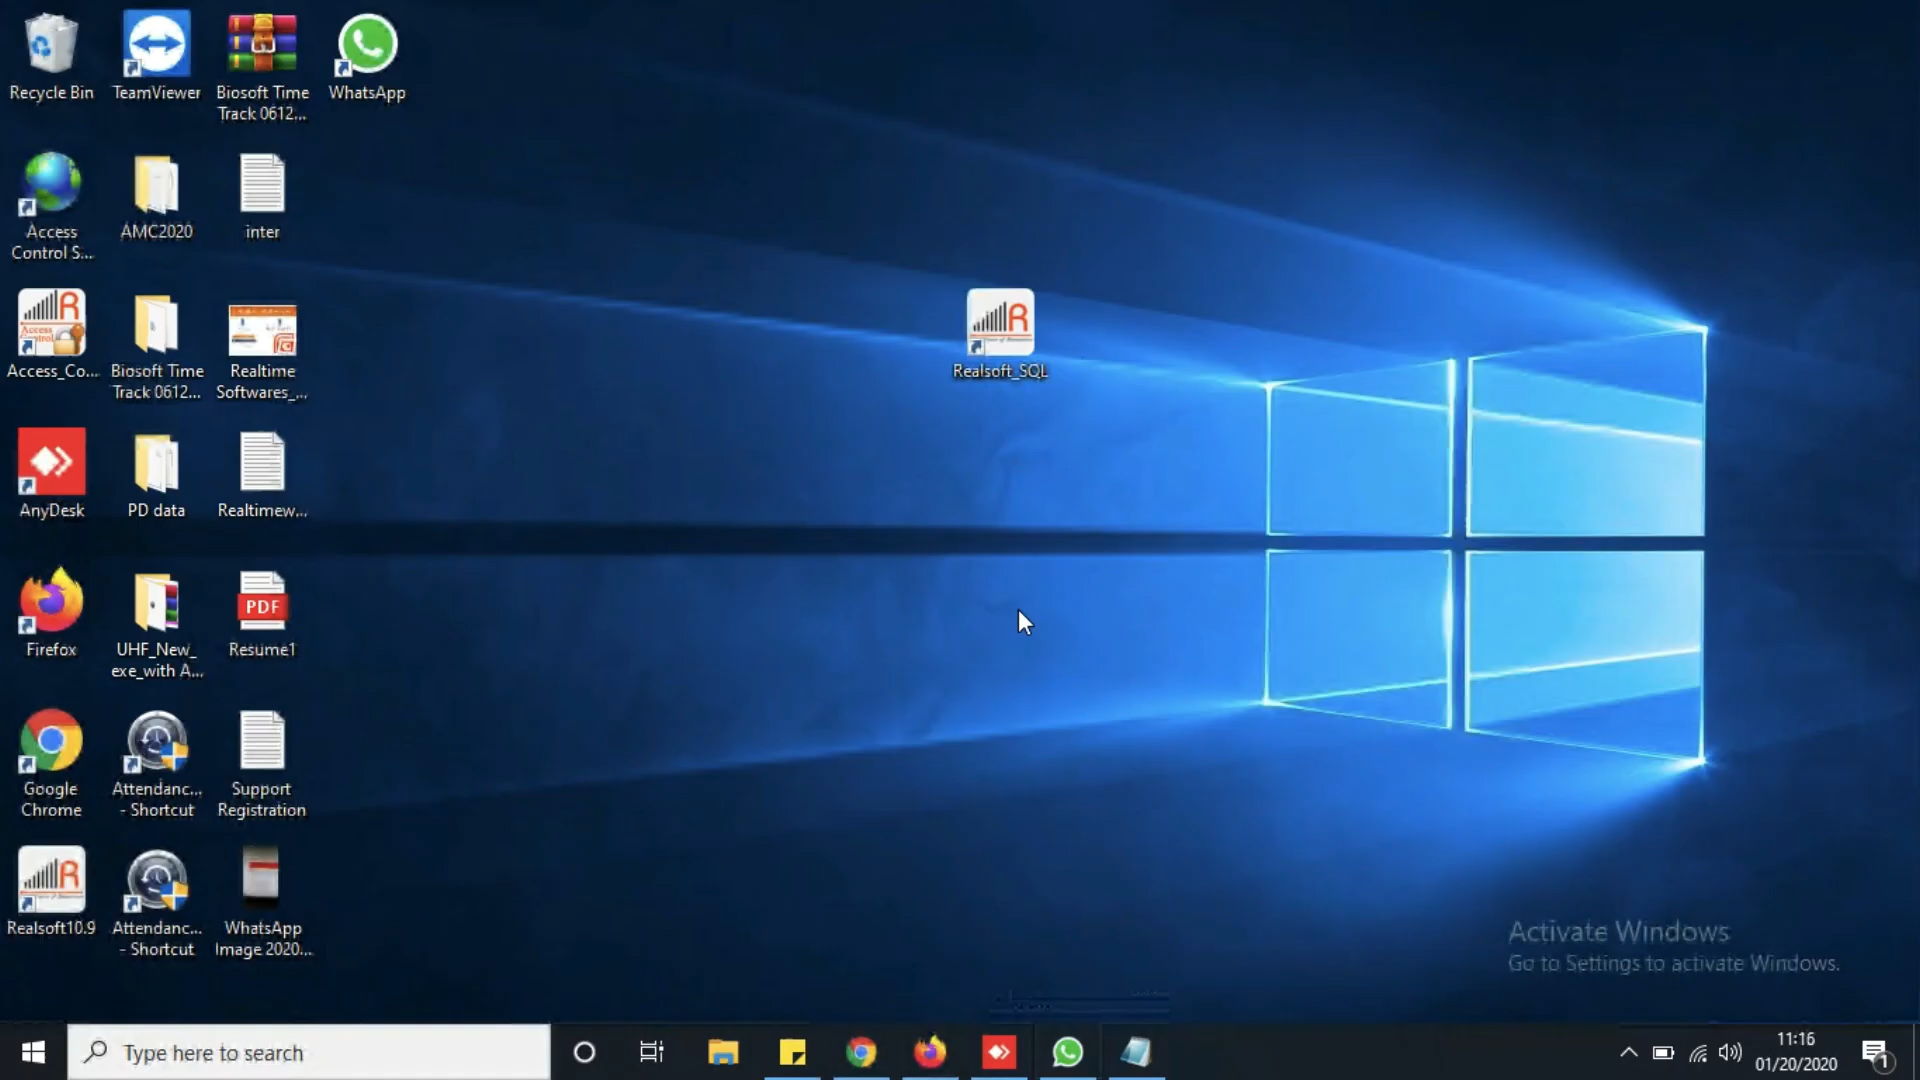 Recycle Bin
TeamViewer
Biosoft Time
Track 0612...
WhatsApp
Access
Control S...
AMC2020
inter
R
Access
R
Realsoft_SQL
Access_Co...
Biosoft Time
Track 0612...
Realtime
Softwares_...
AnyDesk
PD data
Realtimew...
PDF
Firefox
UHF_New_
exe_with A...
Resume1
Google
Chrome
Attendanc...
- Shortcut
Support
Registration
R
Realsoft10.9
Attendanc...
- Shortcut
WhatsApp
Image 2020...
Activate Windows
Go to Settings to activate Windows.
Type here to search
11:16
01/20/2020
1